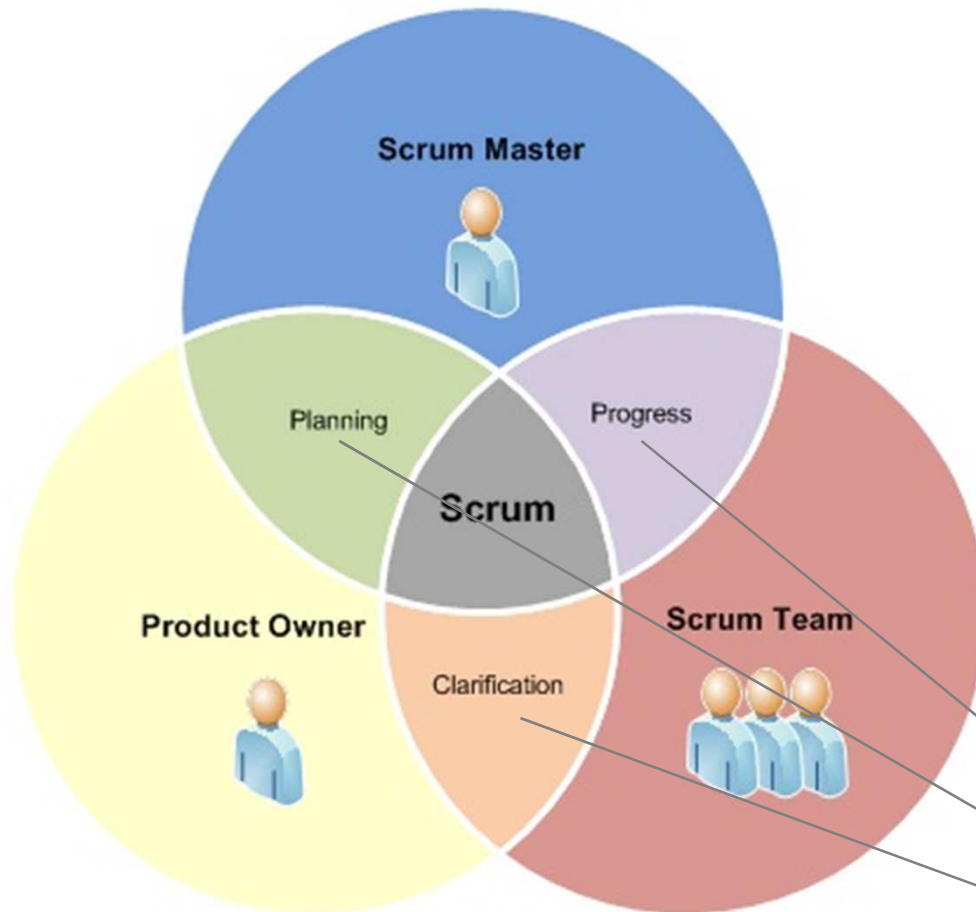 Scrum Master
Planning
Progress
Scrum
Product Owner
Scrum Team
Clarification